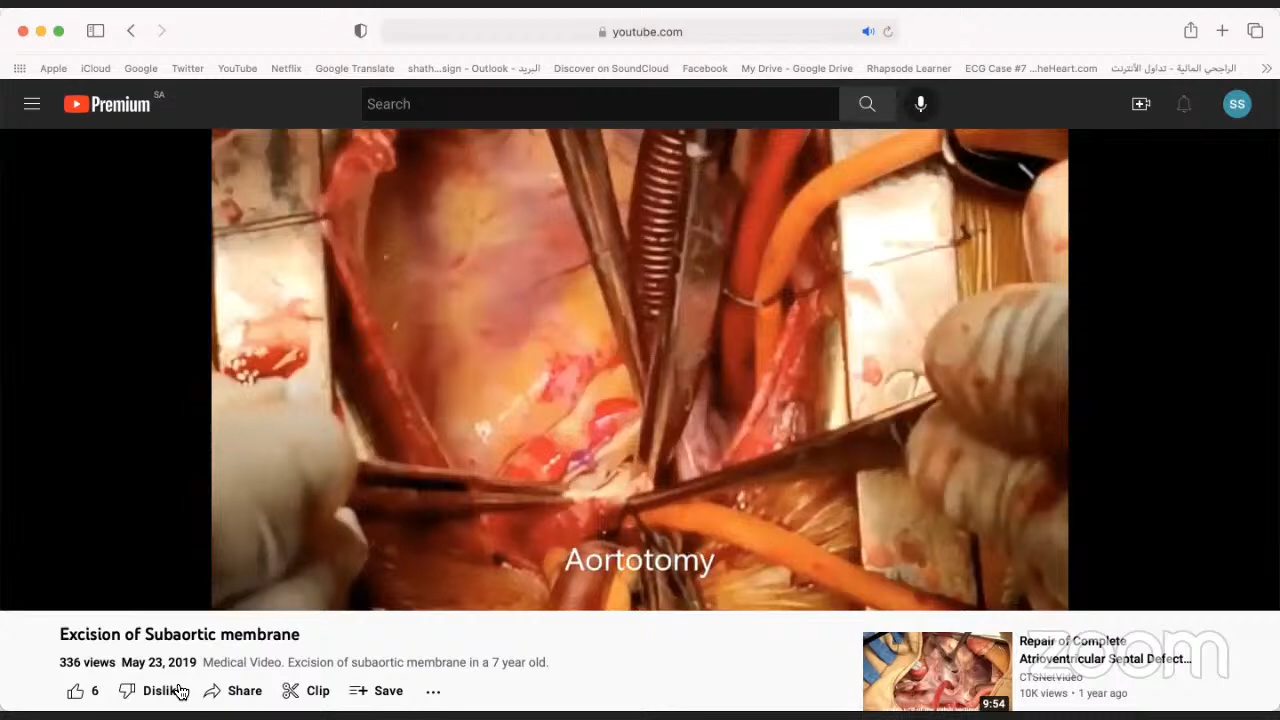 youtube.com
Apple iCloud Google Twitter YouTube Netflix Google Translate shath...sign - Outlook - البريد Discover on SoundCloud Facebook My Drive - Google Drive Rhapsode Learner ECG Case #7 ...heHeart.com الراجحي المالية - تداول الأنترنت
Premium SA
Search
SS
Aortotomy
Excision of Subaortic membrane
336 views May 23, 2019 Medical Video. Excision of subaortic membrane in a 7 year old.
6 Dislike Share Clip Save
Repair of Complete
Atrioventricular Septal Defect...
CTSNetVideo
10K views • 1 year ago
9:54
zoom